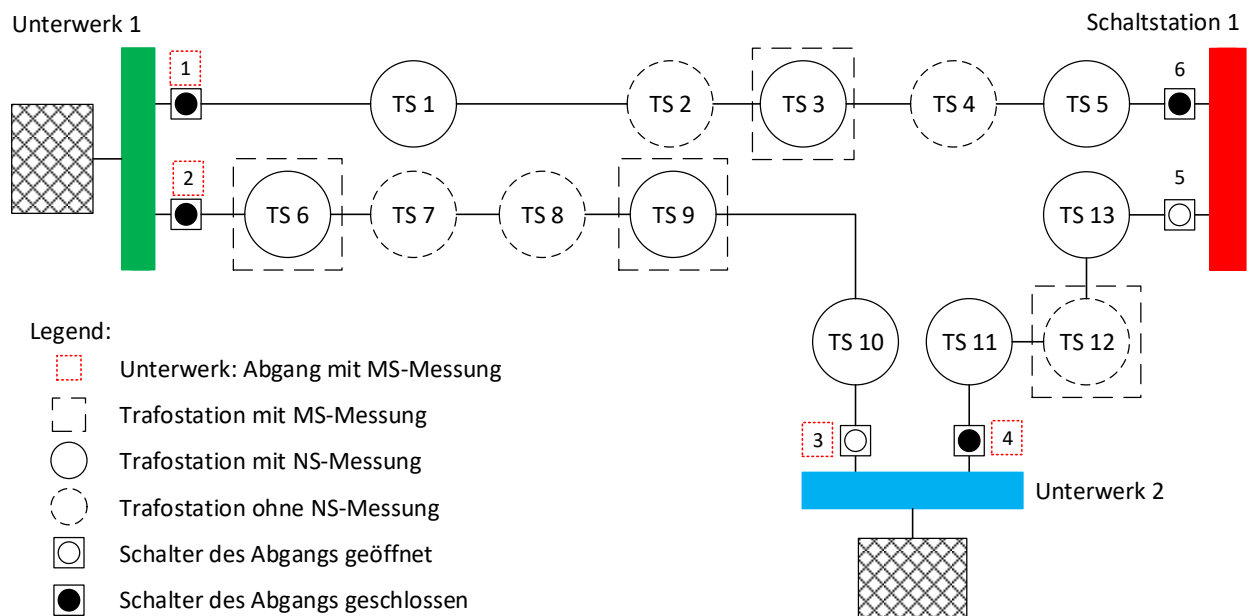 Unterwerk 1
Schaltstation 1
1
6
TS 1
TS 2
TS 3
TS 4
TS 5
2
5
TS 6
TS 7
TS 8
TS 9
TS 13
TS 10
TS 11
TS 12
3
4
Unterwerk 2
Legend:
Unterwerk: Abgang mit MS-Messung
Trafostation mit MS-Messung
Trafostation mit NS-Messung
Trafostation ohne NS-Messung
Schalter des Abgangs geöffnet
Schalter des Abgangs geschlossen